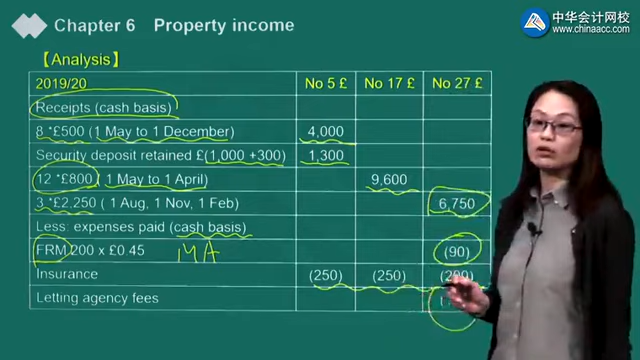 Chapter 6 Property income
中华会计网校
www.chinaacc.com
【Analysis】
2019/20 No 5 £ No 17 £ No 27 £
Receipts (cash basis)
8 *£500 (1 May to 1 December) 4,000
Security deposit retained £(1,000 +300) 1,300
12 *£800 (1 May to 1 April) 9,600
3 *£2,250 (1 Aug, 1 Nov, 1 Feb) 6,750
Less: expenses paid (cash basis)
FRM 200 x £0.45 MA (90)
Insurance (250) (250)
Letting agency fees